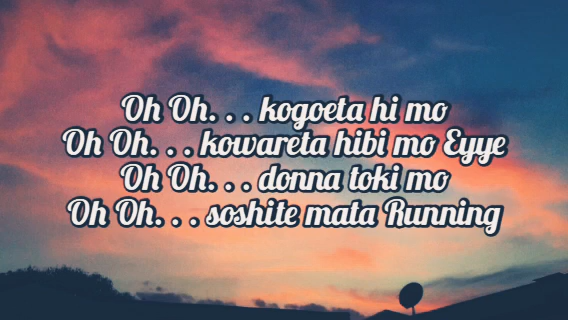 Oh Oh. . . kogoeta hi mo
Oh Oh. . . kowareta hibi mo Eyye
Oh Oh. . . donna toki mo
Oh Oh. . . soshite mata Running